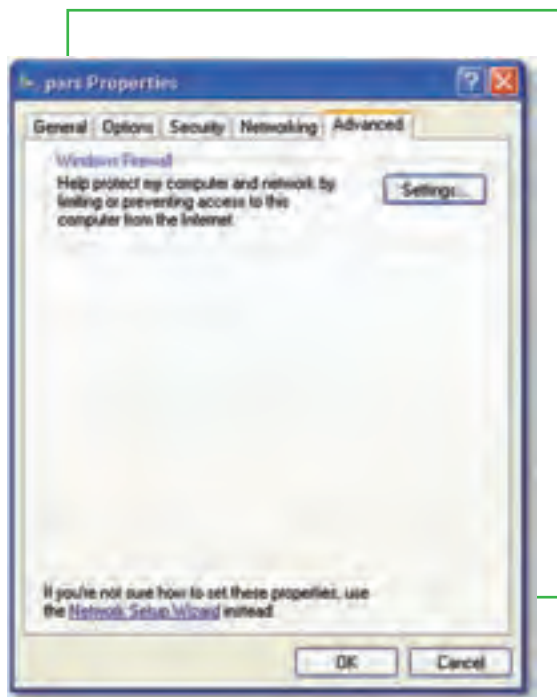 pars Properties
General Options Security Networking Advanced
Windows Firewall
Help protect my computer and network by
limiting or preventing access to this
computer from the Internet
Settings...
If you're not sure how to set these properties, use
the Network Setup Wizard instead.
OK Cancel